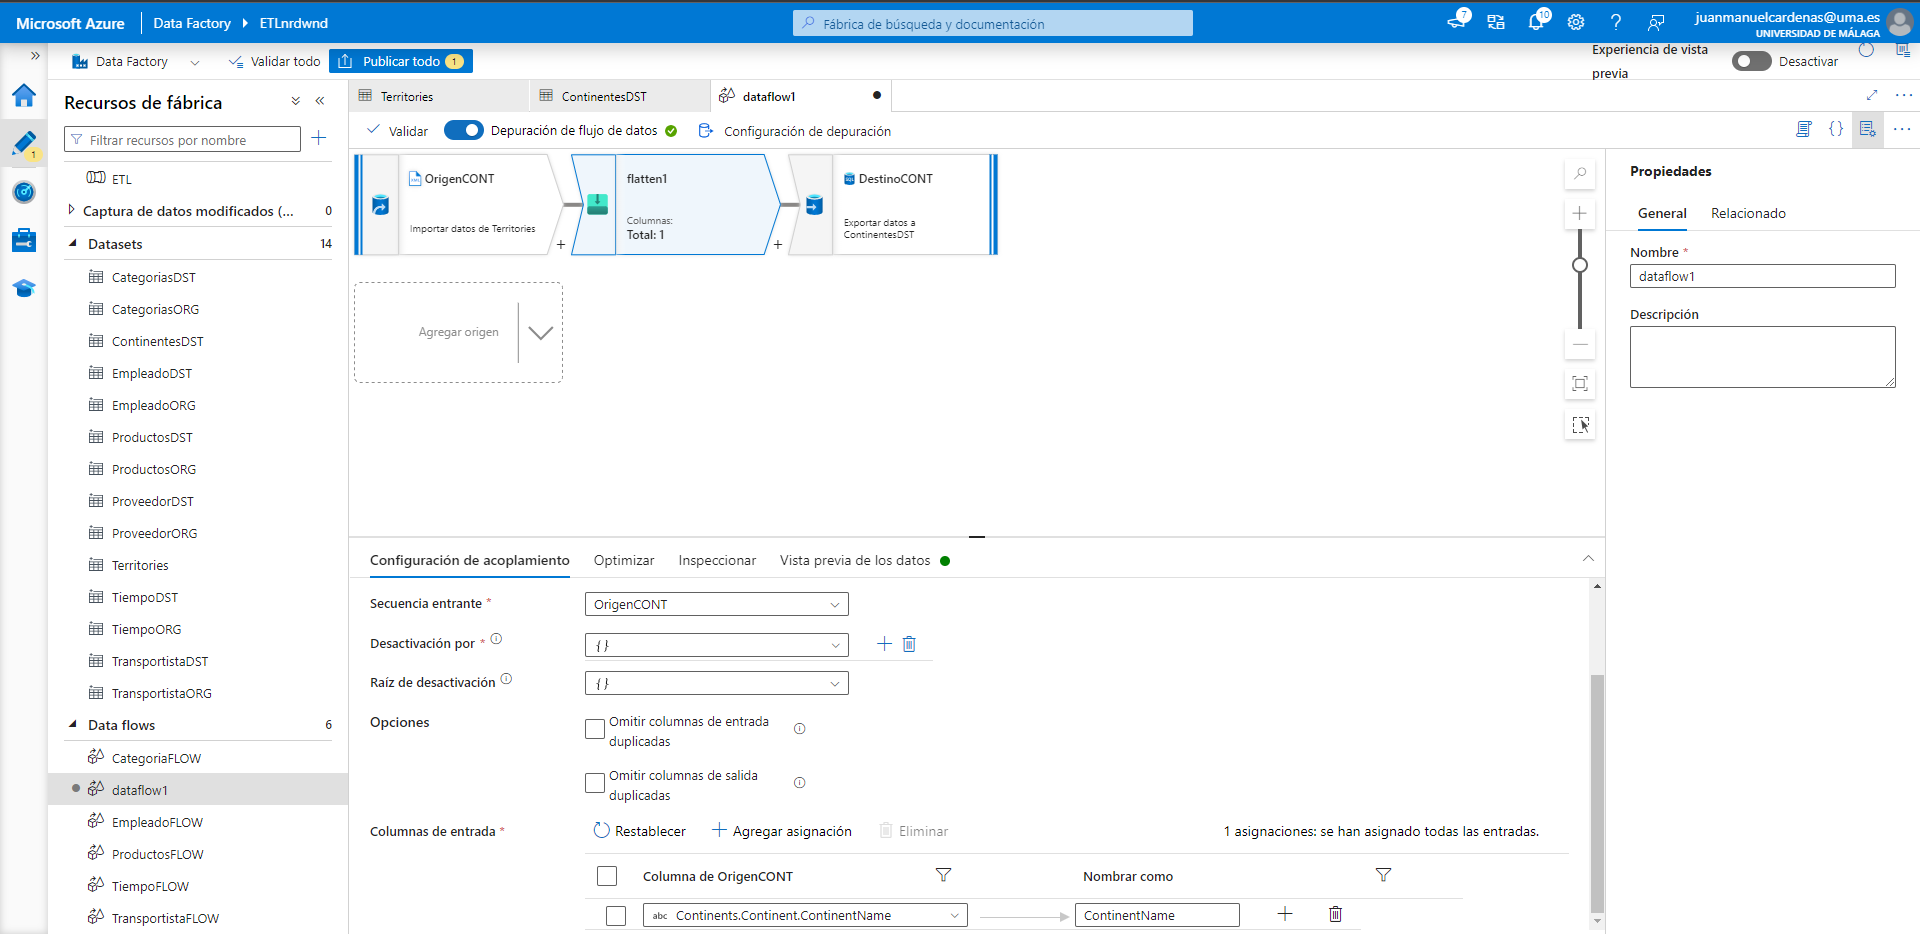 Microsoft Azure
Data Factory
ETLnrdwnd
Fábrica de búsqueda y documentación
7
10
juanmanuelcardenas@uma.es
UNIVERSIDAD DE MÁLAGA
Data Factory
Validar todo
Publicar todo
1
Experiencia de vista
previa
Desactivar
1
Recursos de fábrica
Filtrar recursos por nombre
ETL
Captura de datos modificados (...
0
Datasets
14
CategoriasDST
CategoriasORG
ContinentesDST
EmpleadoDST
EmpleadoORG
ProductosDST
ProductosORG
ProveedorDST
ProveedorORG
Territories
TiempoDST
TiempoORG
TransportistaDST
TransportistaORG
Data flows
6
CategoriaFLOW
dataflow1
EmpleadoFLOW
ProductosFLOW
TiempoFLOW
TransportistaFLOW
Territories
ContinentesDST
dataflow1
Validar
Depuración de flujo de datos
Configuración de depuración
OrigenCONT
Importar datos de Territories
flatten1
Columnas:
Total: 1
DestinoCONT
Exportar datos a
ContinentesDST
Agregar origen
Configuración de acoplamiento
Optimizar
Inspeccionar
Vista previa de los datos
Secuencia entrante *
OrigenCONT
Desactivación por *
{ }
Raíz de desactivación
{ }
Opciones
Omitir columnas de entrada
duplicadas
Omitir columnas de salida
duplicadas
Columnas de entrada *
Restablecer
Agregar asignación
Eliminar
1 asignaciones: se han asignado todas las entradas.
Columna de OrigenCONT
Nombrar como
abc Continents.Continent.ContinentName
ContinentName
Propiedades
General
Relacionado
Nombre *
dataflow1
Descripción